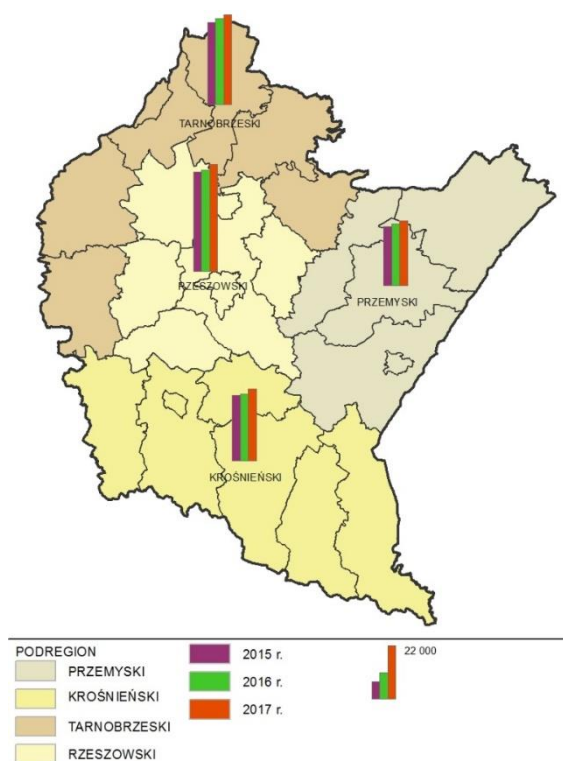 TARNOBRZESKI
RZESZOWSKI
PRZEMYSKI
KROŚNIEŃSKI
PODREGION
PRZEMYSKI
KROŚNIEŃSKI
TARNOBRZESKI
RZESZOWSKI
2015 r.
2016 r.
2017 r.
22 000